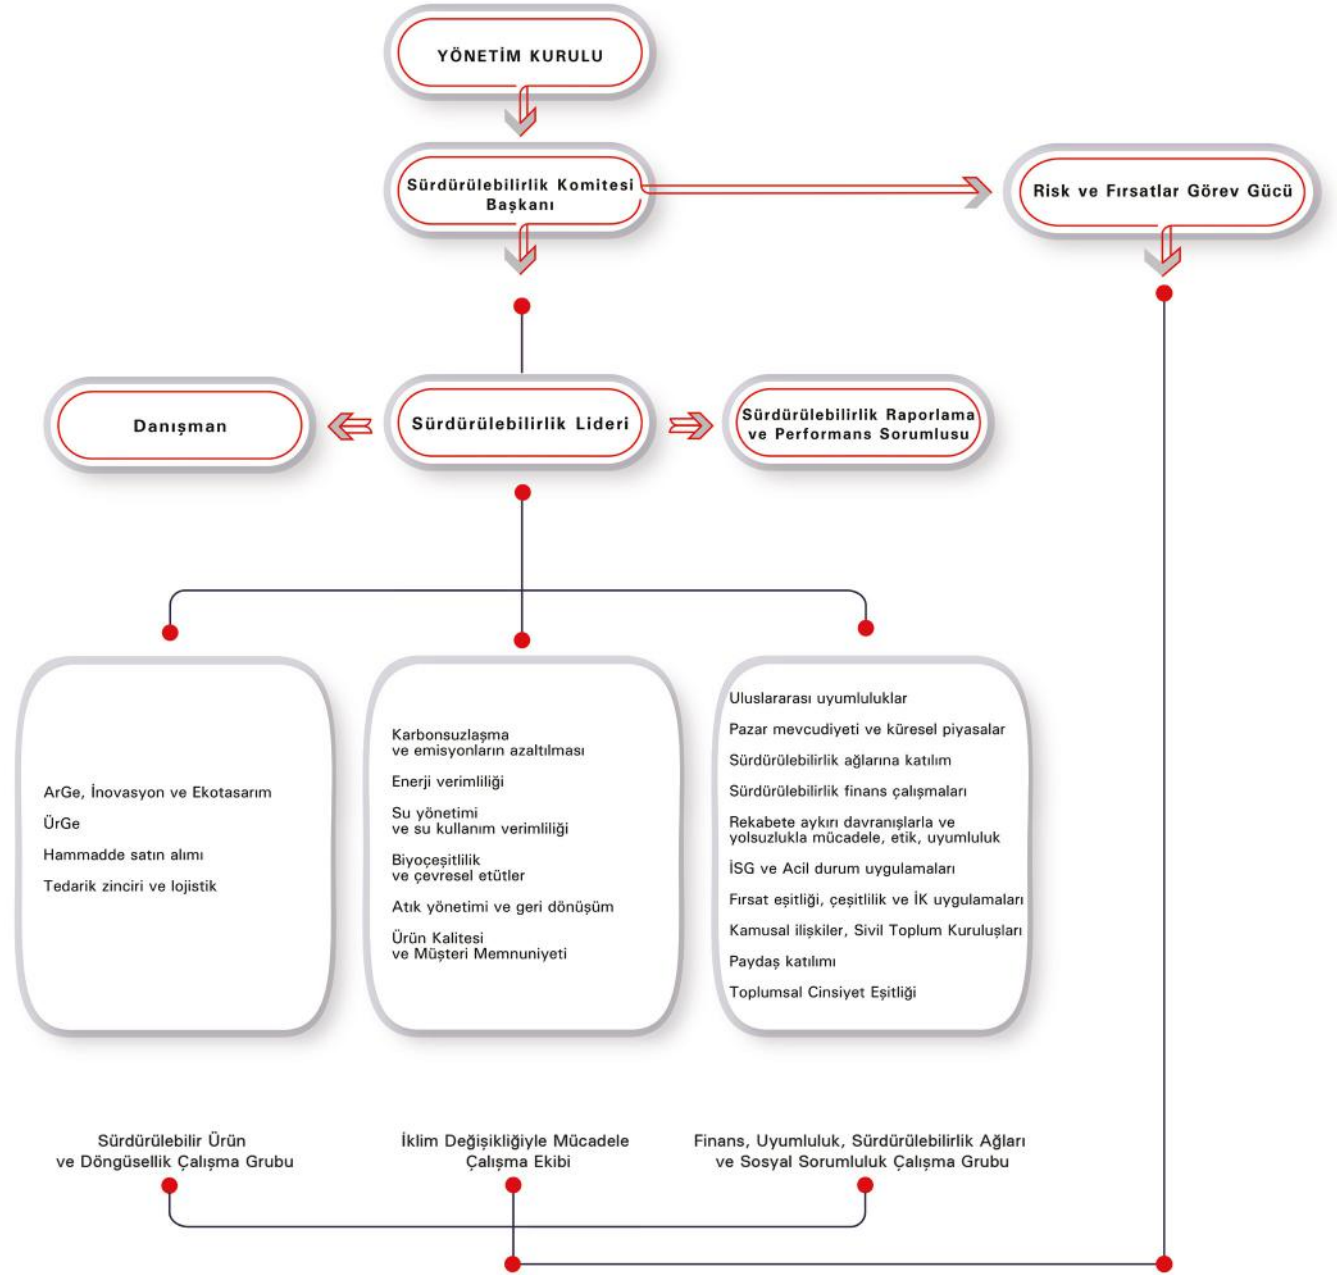 YÖNETİM KURULU
Sürdürülebilirlik Komitesi
Başkanı
Risk ve Fırsatlar Görev Gücü
Danışman
Sürdürülebilirlik Lideri
Sürdürülebilirlik Raporlama
ve Performans Sorumlusu
ArGe, İnovasyon ve Ekotasarım
ÜrGe
Hammadde satın alımı
Tedarik zinciri ve lojistik
Karbonsuzlaşma
ve emisyonların azaltılması
Enerji verimliliği
Su yönetimi
ve su kullanım verimliliği
Biyoçeşitlilik
ve çevresel etütler
Atık yönetimi ve geri dönüşüm
Ürün Kalitesi
ve Müşteri Memnuniyeti
Uluslararası uyumluluklar
Pazar mevcudiyeti ve küresel piyasalar
Sürdürülebilirlik ağlarına katılım
Sürdürülebilirlik finans çalışmaları
Rekabete aykırı davranışlarla ve
yolsuzlukla mücadele, etik, uyumluluk
İSG ve Acil durum uygulamaları
Fırsat eşitliği, çeşitlilik ve İK uygulamaları
Kamusal ilişkiler, Sivil Toplum Kuruluşları
Paydaş katılımı
Toplumsal Cinsiyet Eşitliği
Sürdürülebilir Ürün
ve Döngüsellik Çalışma Grubu
İklim Değişikliğiyle Mücadele
Çalışma Ekibi
Finans, Uyumluluk, Sürdürülebilirlik Ağları
ve Sosyal Sorumluluk Çalışma Grubu